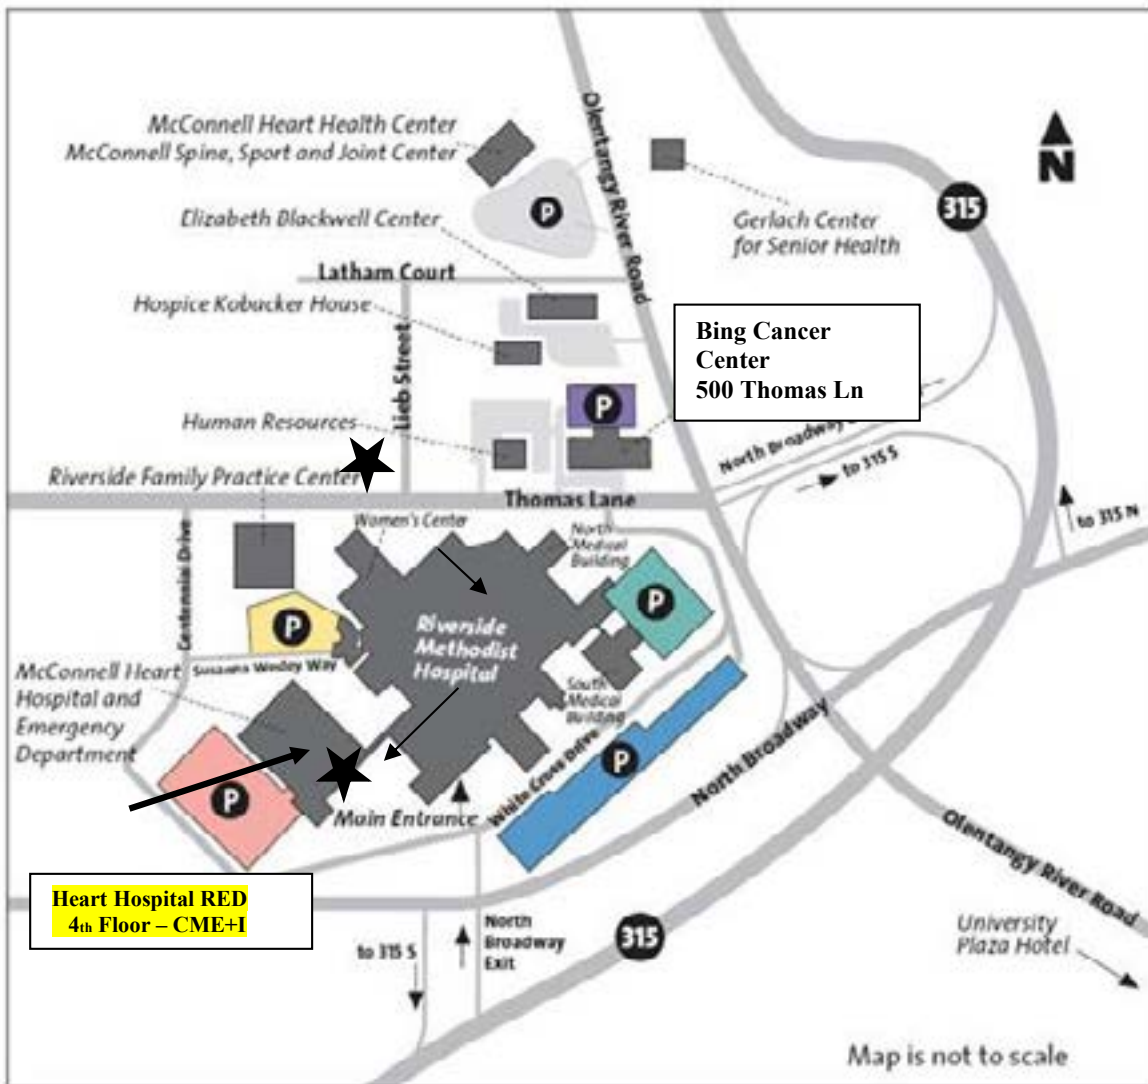 McConnell Heart Health Center
McConnell Spine, Sport and Joint Center
P
Olentangy River Road
N
315
Elizabeth Blackwell Center
Gerlach Center
for Senior Health
Latham Court
Hospice Kobucker House
Lieb Street
Bing Cancer
Center
500 Thomas Ln
P
Human Resources
North Broadway
to 315 S
Riverside Family Practice Center
Thomas Lane
to 315 N
Women's Center
North
Medical
Building
Centennial Drive
P
P
Riverside
Methodist
Hospital
Susanna Wesley Way
McConnell Heart
Hospital and
Emergency
Department
South
Medical
Building
P
White Cross Drive
North Broadway
P
Main Entrance
Olentangy River Road
Heart Hospital RED
4th Floor – CME+I
North
Broadway
Exit
to 315 S
315
University
Plaza Hotel
Map is not to scale